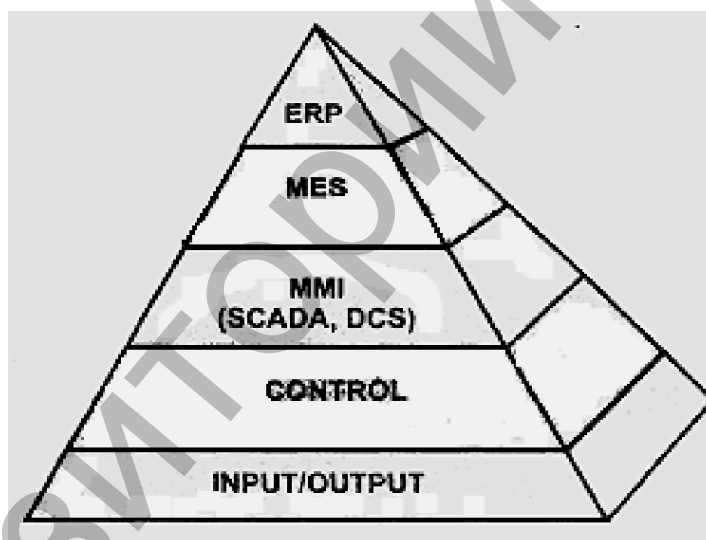 ERP
MES
MMI
(SCADA, DCS)
CONTROL
INPUT/OUTPUT